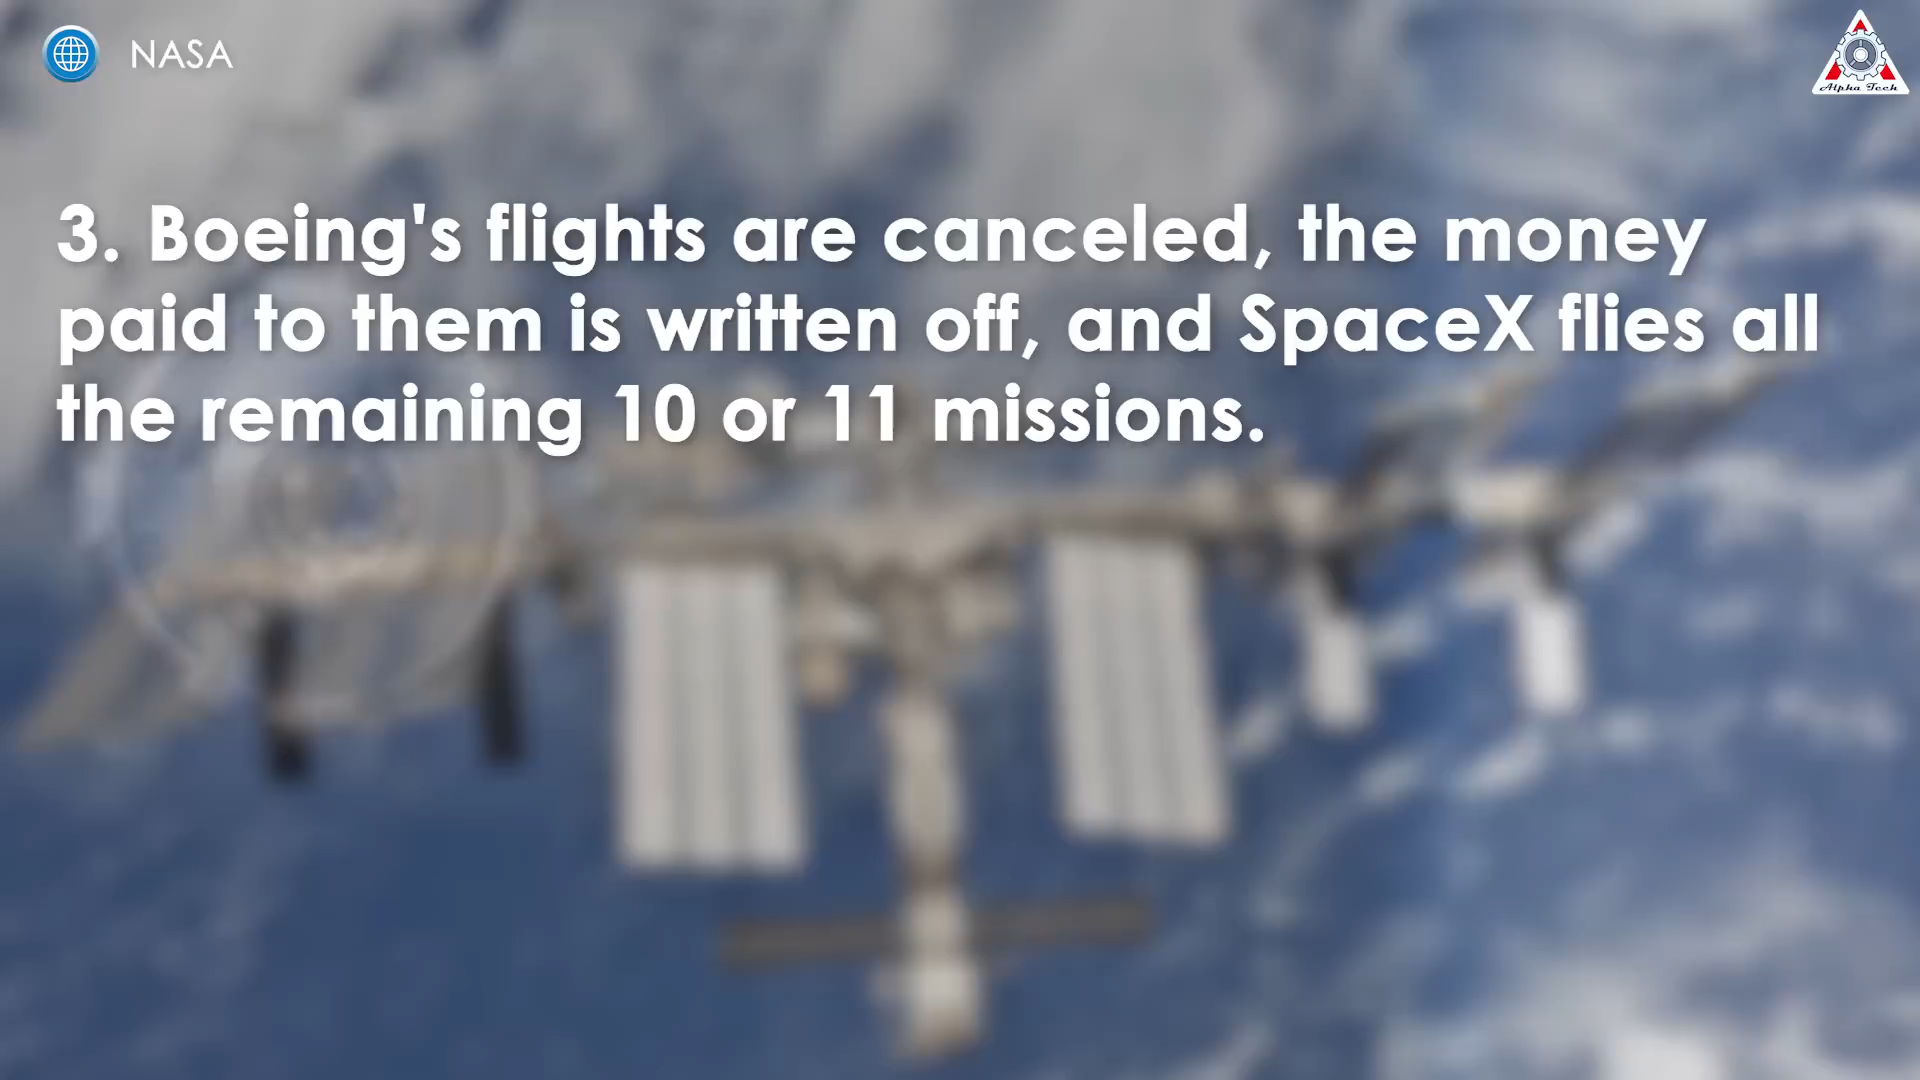 NASA
Alpha Tech
3. Boeing's flights are canceled, the money
paid to them is written off, and SpaceX flies all
the remaining 10 or 11 missions.